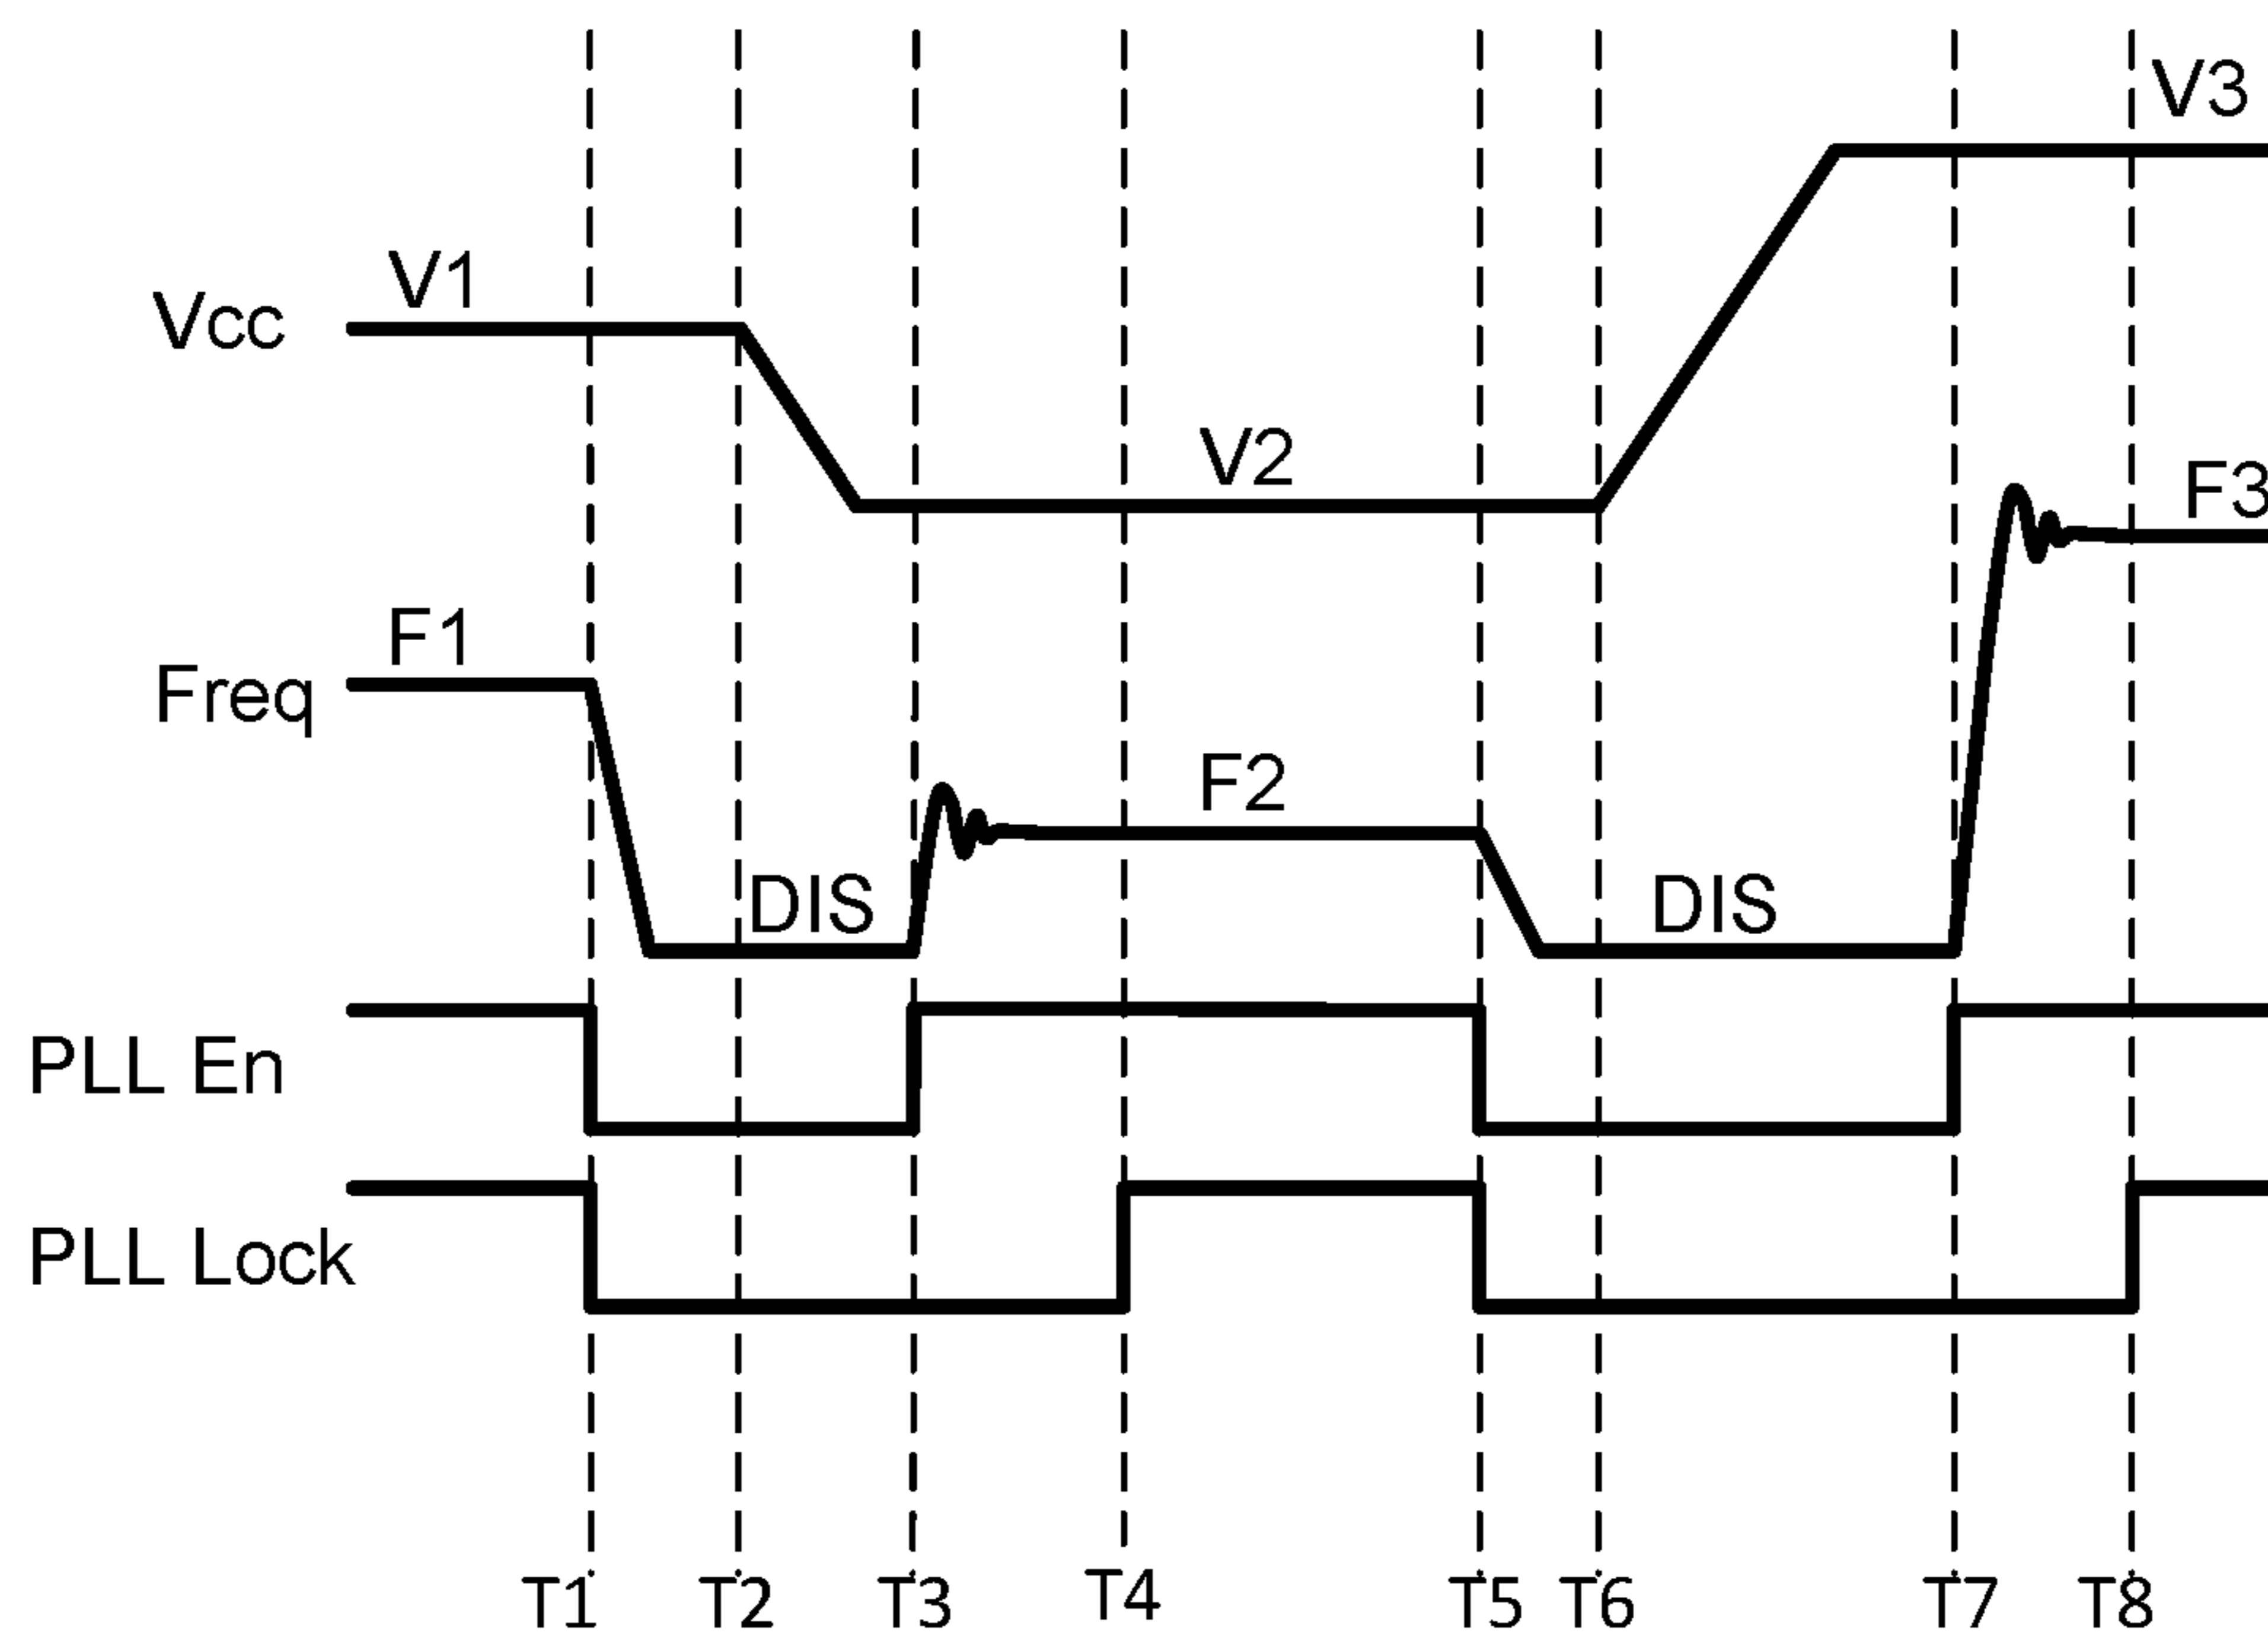 V3
V1
Vcc
V2
F3
F1
Freq
F2
DIS
DIS
PLL En
PLL Lock
T1 T2 T3 T4 T5 T6 T7 T8